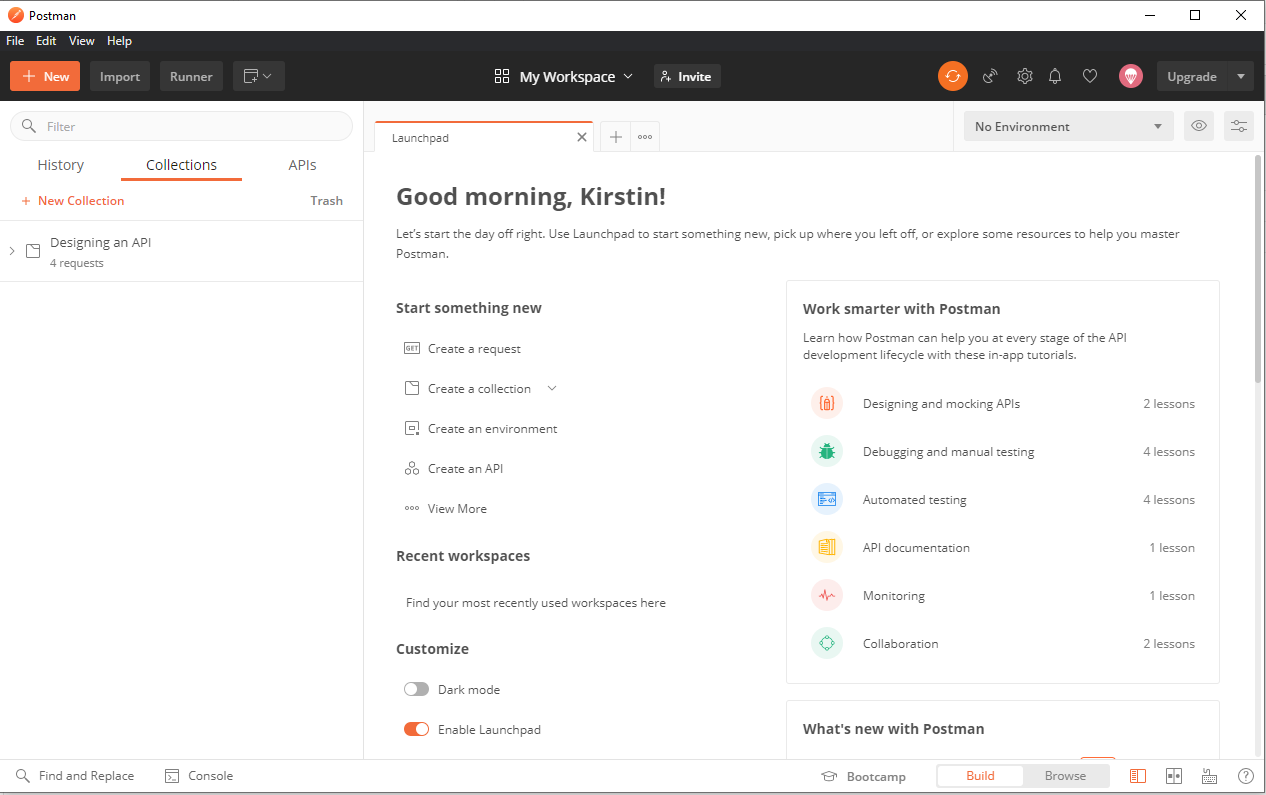 Postman
File Edit View Help
New Import Runner My Workspace Invite Upgrade
Filter
History Collections APIs
+ New Collection Trash
Designing an API
4 requests
Launchpad
No Environment
Good morning, Kirstin!
Let's start the day off right. Use Launchpad to start something new, pick up where you left off, or explore some resources to help you master
Postman.
Start something new
GET Create a request
Create a collection
Create an environment
Create an API
View More
Recent workspaces
Find your most recently used workspaces here
Customize
Dark mode
Enable Launchpad
Work smarter with Postman
Learn how Postman can help you at every stage of the API
development lifecycle with these in-app tutorials.
Designing and mocking APIs 2 lessons
Debugging and manual testing 4 lessons
Automated testing 4 lessons
API documentation 1 lesson
Monitoring 1 lesson
Collaboration 2 lessons
What's new with Postman
Find and Replace Console Bootcamp Build Browse